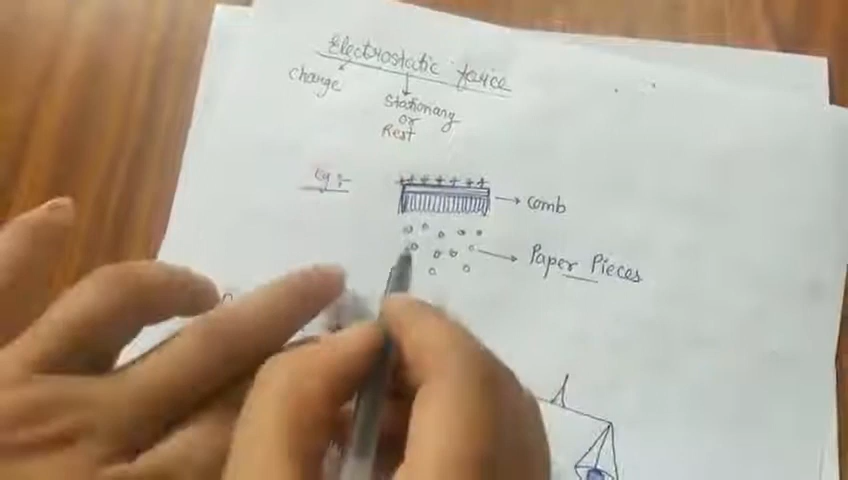 Electrostatic force
Charge
Stationary
or
Rest
Eg :-
+ + + + + + +
Comb
Paper Pieces